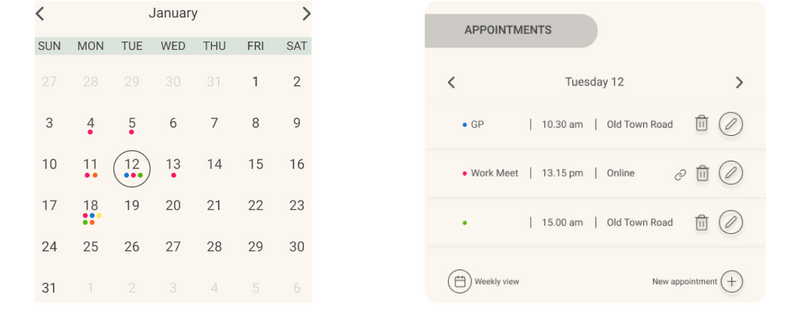 January
SUN MON TUE WED THU FRI SAT
27 28 29 30 31 1 2
3 4 5 6 7 8 9
10 11 12 13 14 15 16
17 18 19 20 21 22 23
24 25 26 27 28 29 30
31 1 2 3 4 5 6
APPOINTMENTS
Tuesday 12
GP | 10.30 am | Old Town Road
Work Meet | 13.15 pm | Online
| 15.00 am | Old Town Road
Weekly view New appointment